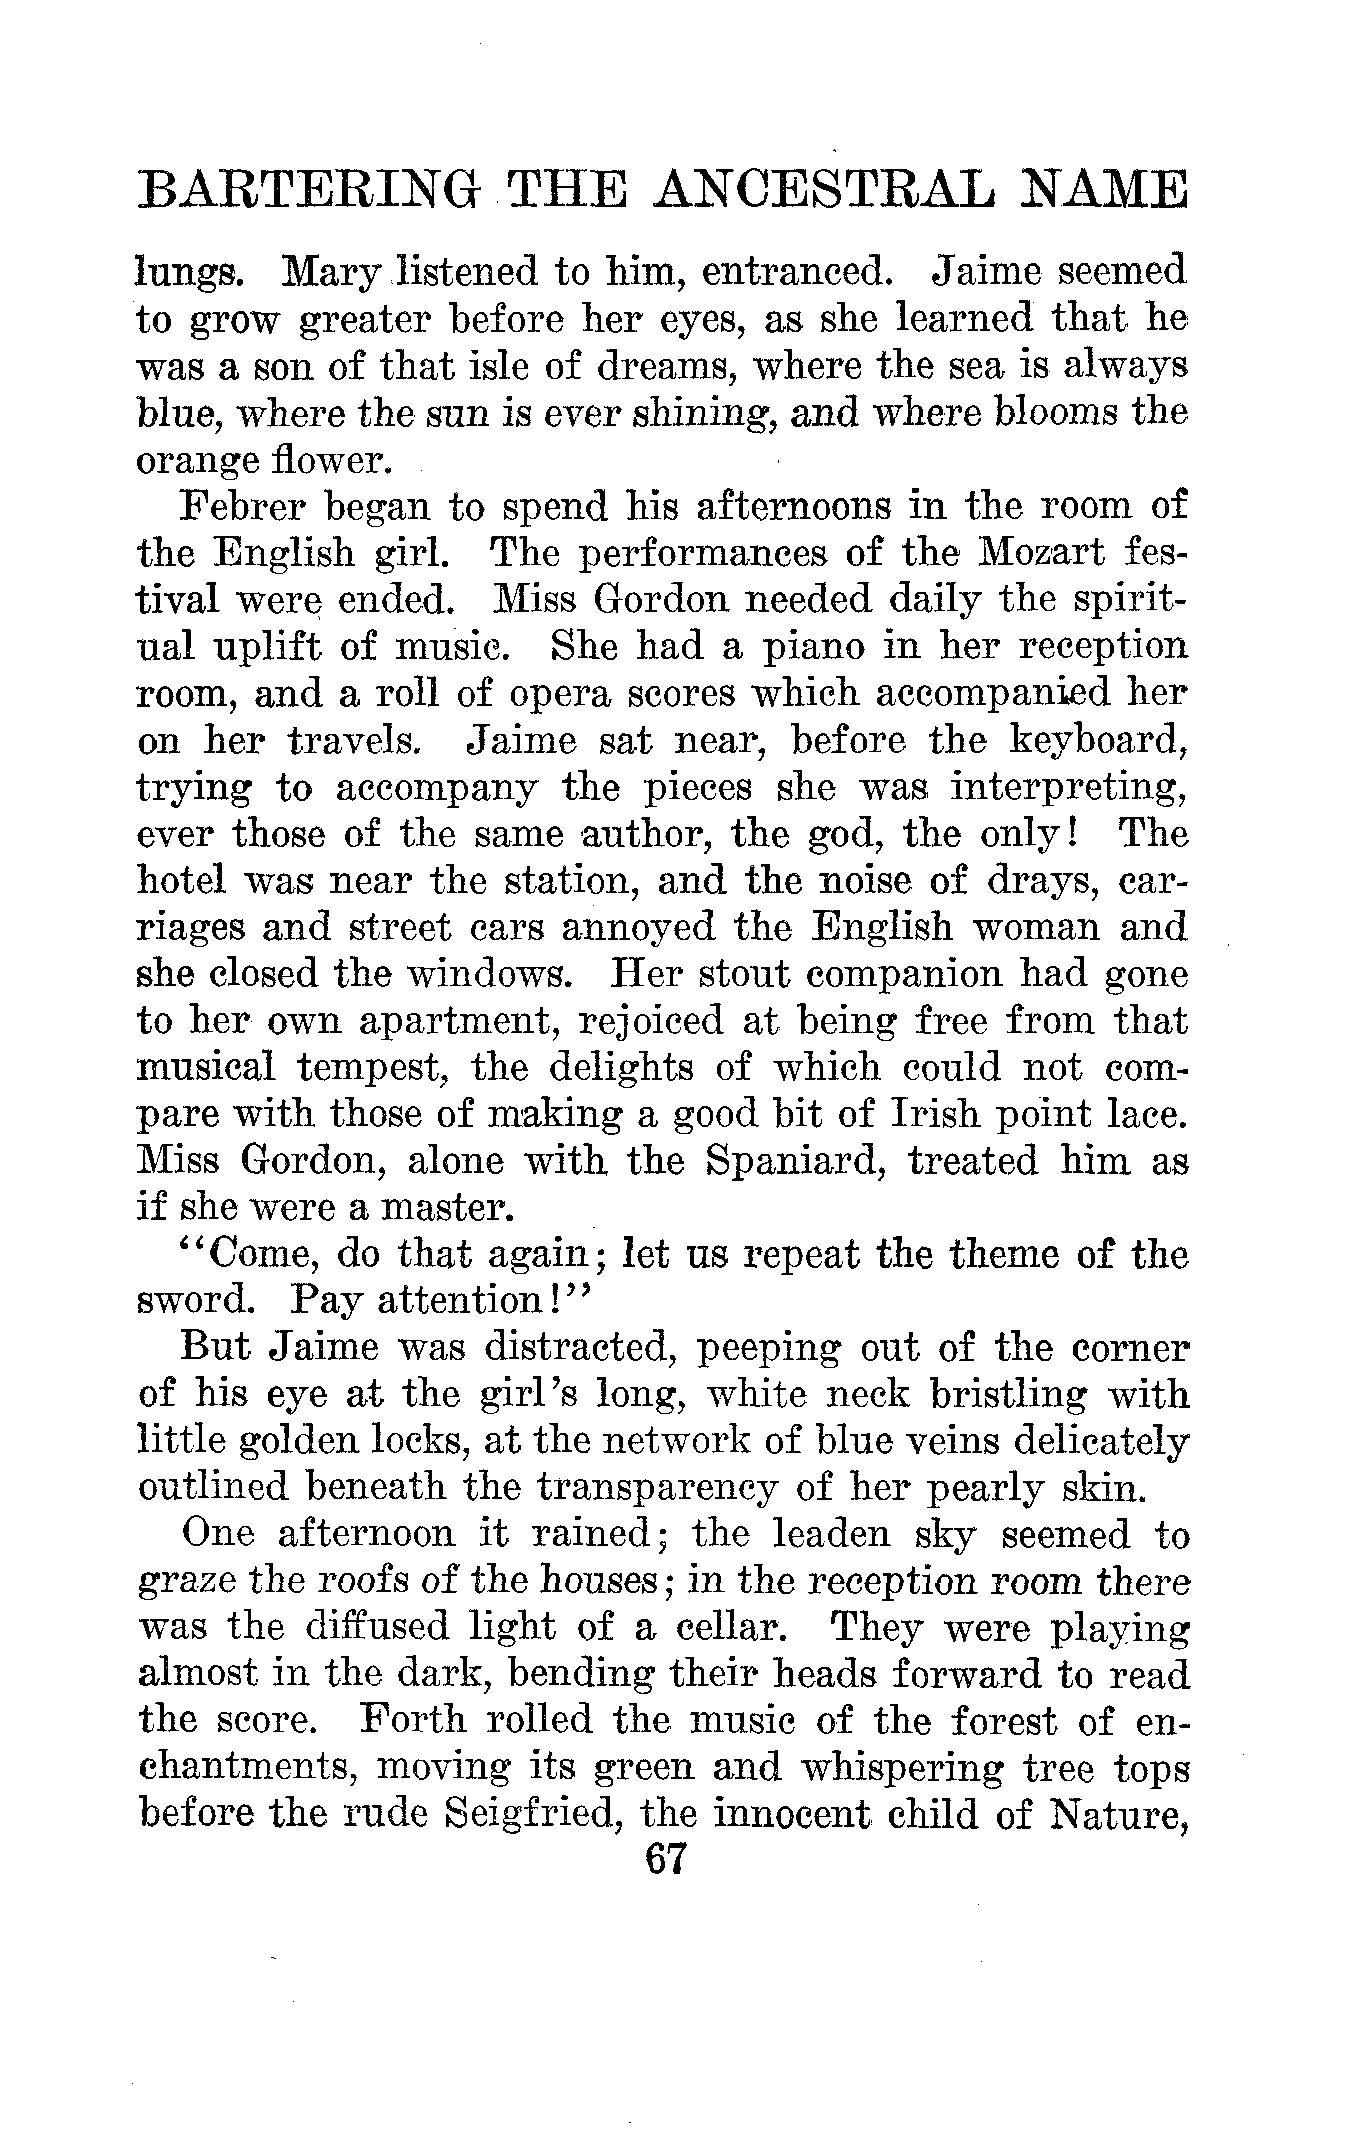 BARTERING THE ANCESTRAL NAME
lungs. Mary listened to him, entranced. Jaime seemed
to grow greater before her eyes, as she learned that he
was a son of that isle of dreams, where the sea is always
blue, where the sun is ever shining, and where blooms the
orange flower.
Febrer began to spend his afternoons in the room of
the English girl. The performances of the Mozart fes-
tival were ended. Miss Gordon needed daily the spirit-
ual uplift of music. She had a piano in her reception
room, and a roll of opera scores which accompanied her
on her travels. Jaime sat near, before the keyboard,
trying to accompany the pieces she was interpreting,
ever those of the same author, the god, the only! The
hotel was near the station, and the noise of drays, car-
riages and street cars annoyed the English woman and
she closed the windows. Her stout companion had gone
to her own apartment, rejoiced at being free from that
musical tempest, the delights of which could not com-
pare with those of making a good bit of Irish point lace.
Miss Gordon, alone with the Spaniard, treated him as
if she were a master.
"Come, do that again; let us repeat the theme of the
sword. Pay attention!"
But Jaime was distracted, peeping out of the corner
of his eye at the girl's long, white neck bristling with
little golden locks, at the network of blue veins delicately
outlined beneath the transparency of her pearly skin.
One afternoon it rained; the leaden sky seemed to
graze the roofs of the houses; in the reception room there
was the diffused light of a cellar. They were playing
almost in the dark, bending their heads forward to read
the score. Forth rolled the music of the forest of en-
chantments, moving its green and whispering tree tops
before the rude Seigfried, the innocent child of Nature,
67